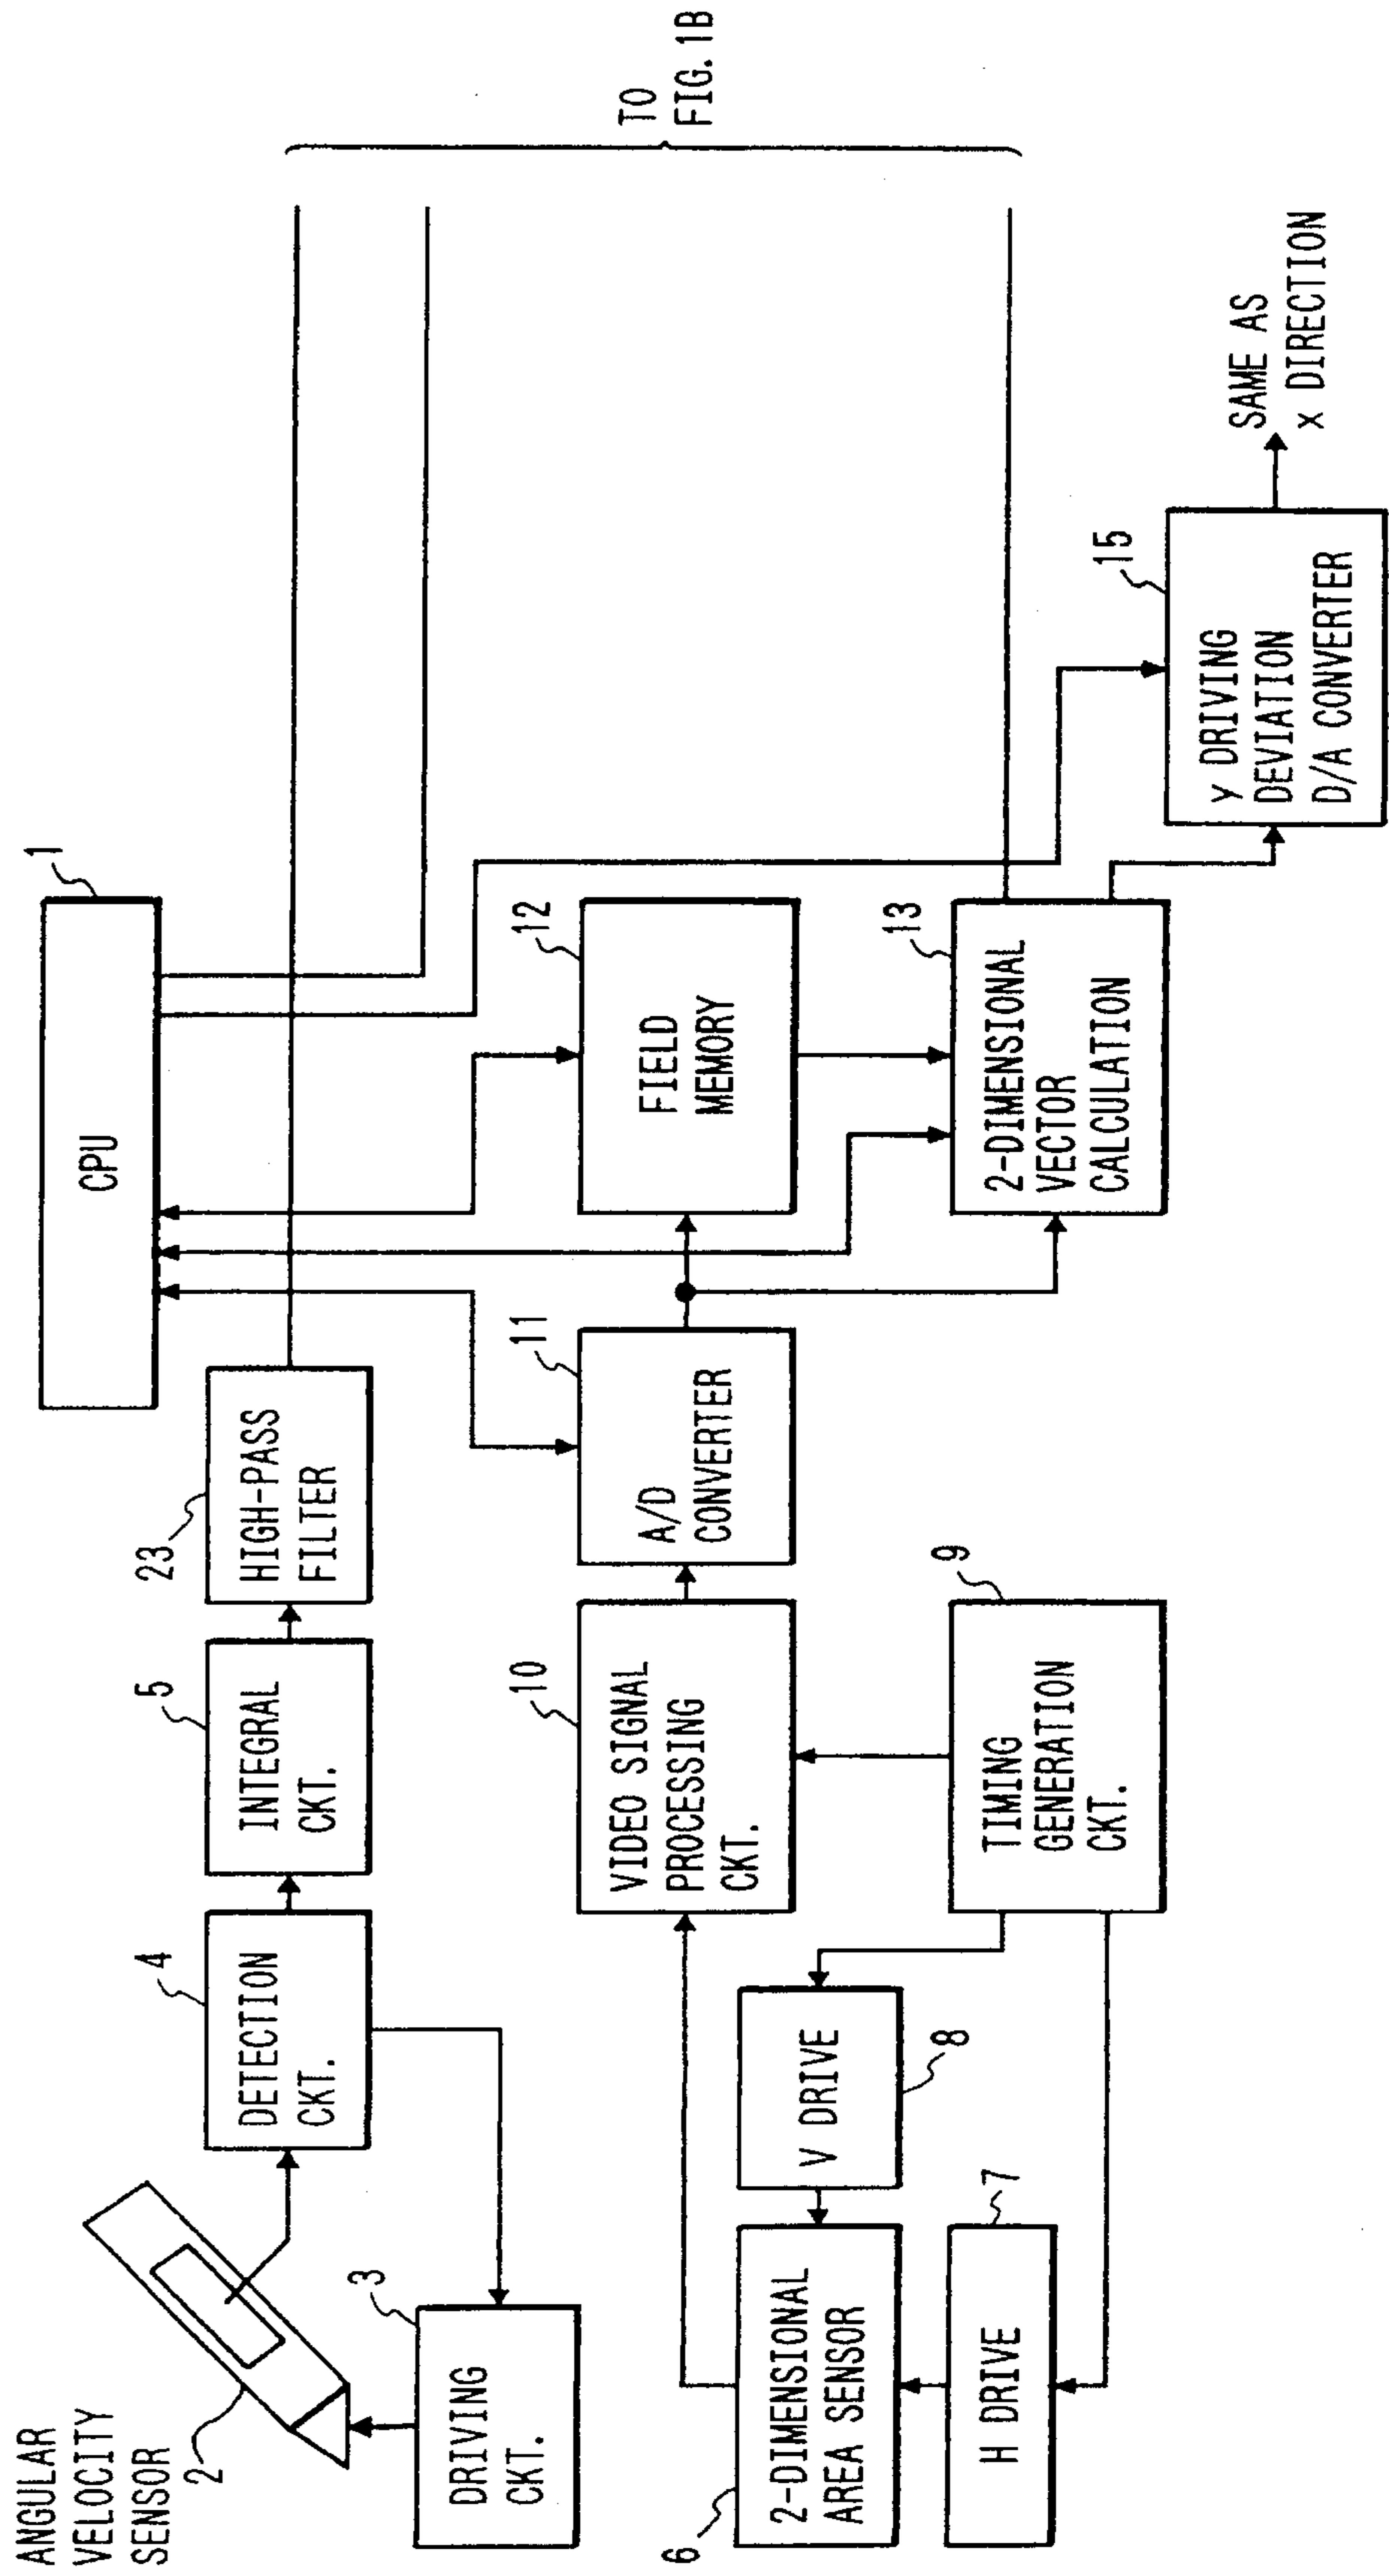 ANGULAR
VELOCITY
SENSOR
2
DRIVING
CKT.
3
DETECTION
CKT.
4
INTEGRAL
CKT.
5
HIGH-PASS
FILTER
23
CPU
1
2-DIMENSIONAL
AREA SENSOR
6
H DRIVE
7
V DRIVE
8
TIMING
GENERATION
CKT.
9
VIDEO SIGNAL
PROCESSING
CKT.
10
A/D
CONVERTER
11
FIELD
MEMORY
12
2-DIMENSIONAL
VECTOR
CALCULATION
13
y DRIVING
DEVIATION
D/A CONVERTER
15
SAME AS
x DIRECTION
TO
FIG. 1B